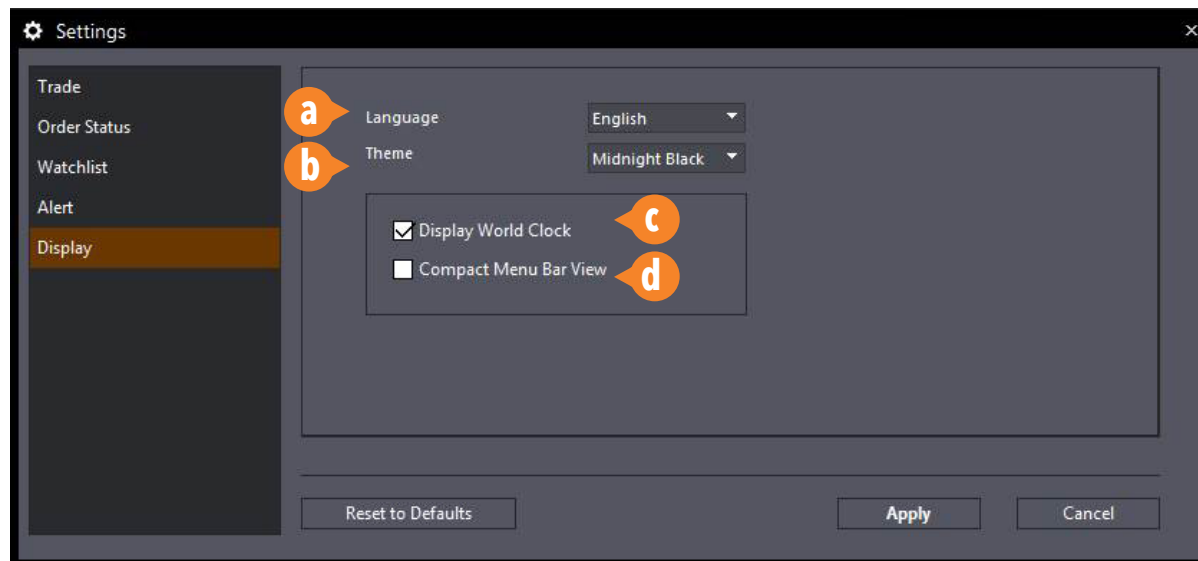 Settings
Trade
Order Status
Watchlist
Alert
Display
a
Language
English
b
Theme
Midnight Black
Display World Clock
c
Compact Menu Bar View
d
Reset to Defaults
Apply
Cancel